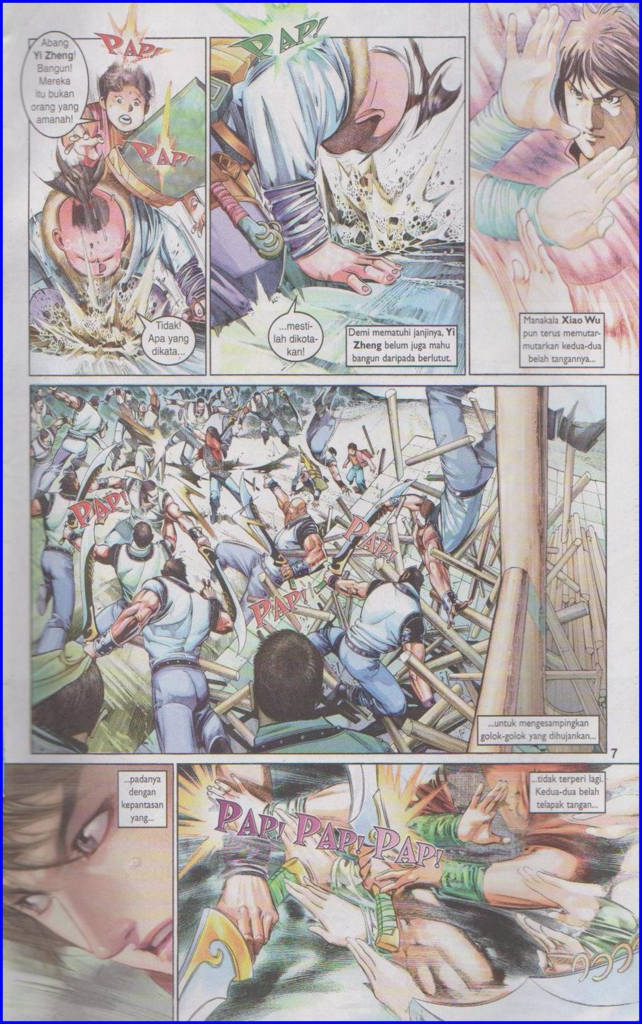 Abang
Yi Zheng!
Bangun!
Mereka
itu bukan
orang yang
amanah!
PAP!
PAP!
Tidak!
Apa yang
dikata...
PAP!
...mesti-
lah dikota-
kan!
Demi mematuhi janjinya, Yi
Zheng belum juga mahu
bangun daripada berlutut.
Manakala Xiao Wu
pun terus memutar-
mutarkan kedua-dua
belah tangannya...
PAP!
PAP!
PAP!
...untuk mengesampingkan
golok-golok yang dihujankan...
7
...padanya
dengan
kepantasan
yang...
PAP! PAP! PAP!
...tidak terperi lagi.
Kedua-dua belah
telapak tangan...